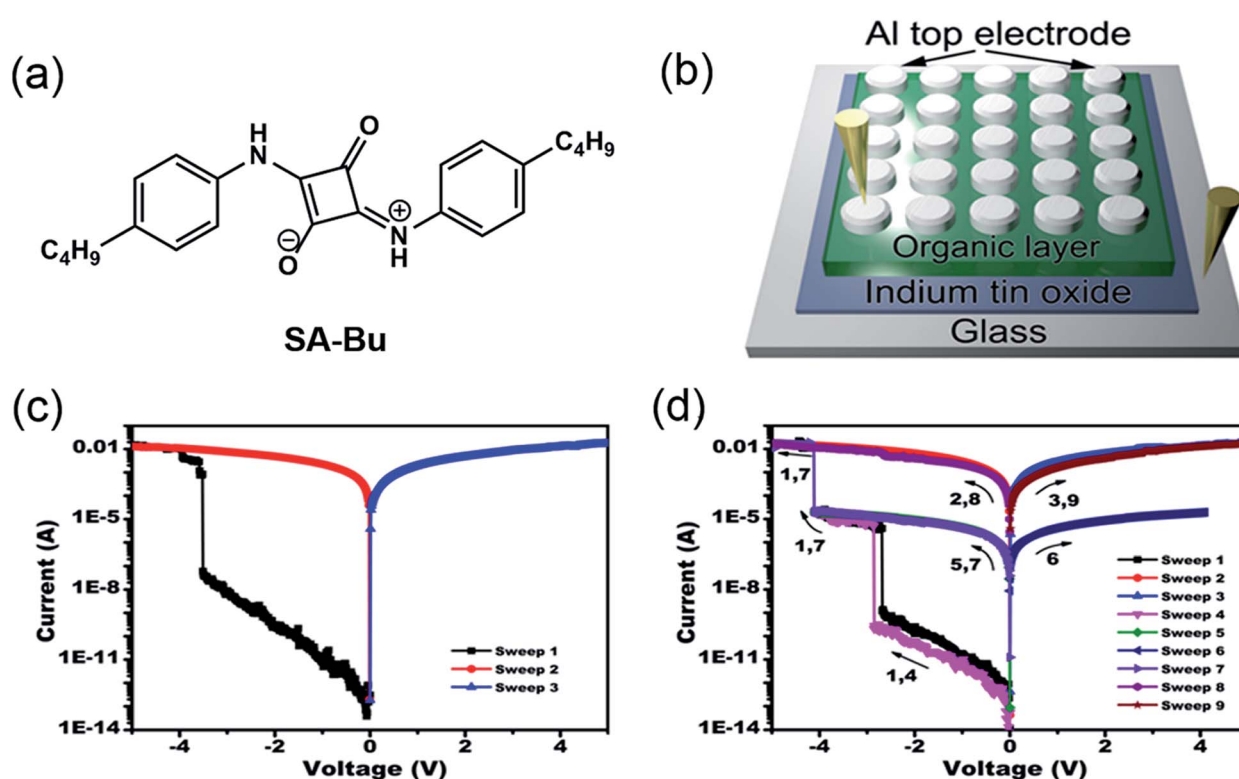 (a)
H
N
O
C4H9
C4H9
⊖O
⊕
N
H
SA-Bu
(b)
Al top electrode
Organic layer
Indium tin oxide
Glass
(c)
Current (A)
0.01
1E-5
1E-8
1E-11
1E-14
-4
-2
0
2
4
Voltage (V)
Sweep 1
Sweep 2
Sweep 3
(d)
Current (A)
0.01
1E-5
1E-8
1E-11
1E-14
-4
-2
0
2
4
Voltage (V)
1,7
2,8
3,9
1,7
5,7
6
1,4
Sweep 1
Sweep 2
Sweep 3
Sweep 4
Sweep 5
Sweep 6
Sweep 7
Sweep 8
Sweep 9